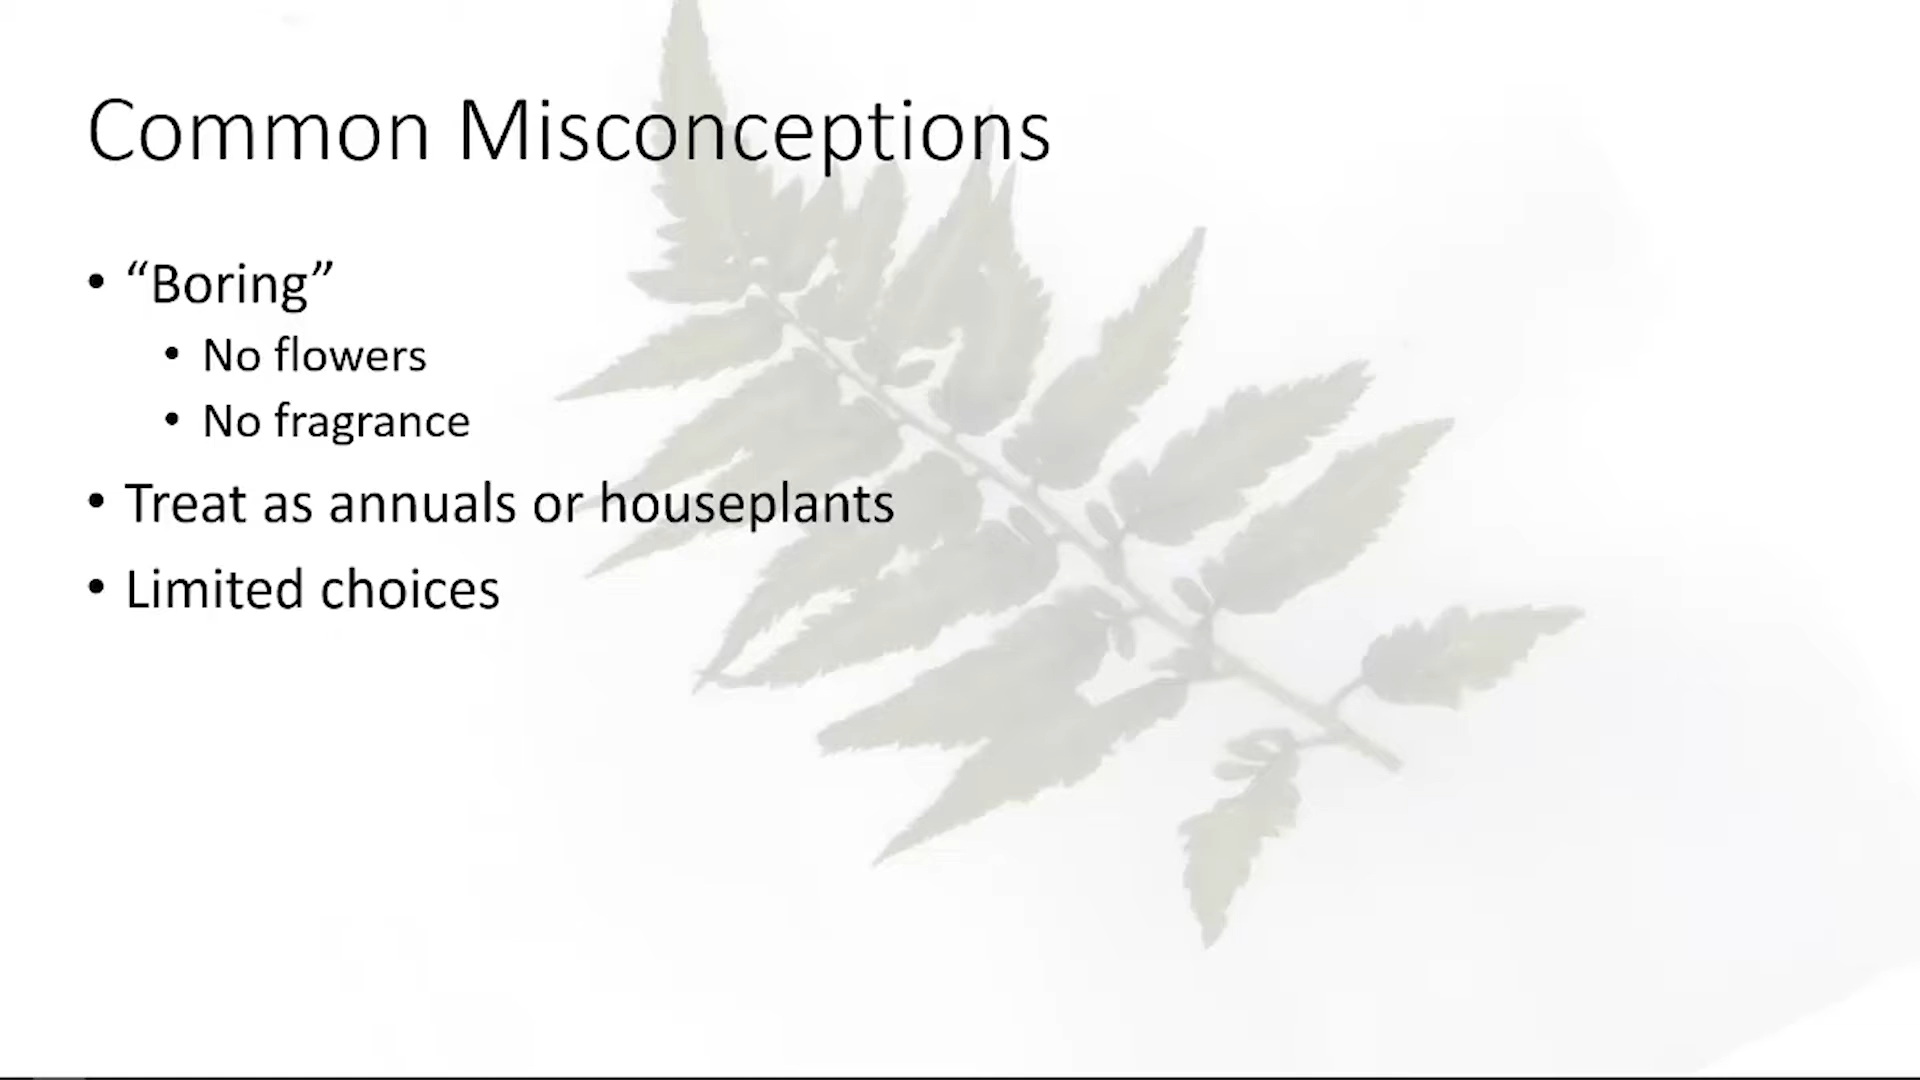 Common Misconceptions
• “Boring”
• No flowers
• No fragrance
• Treat as annuals or houseplants
• Limited choices